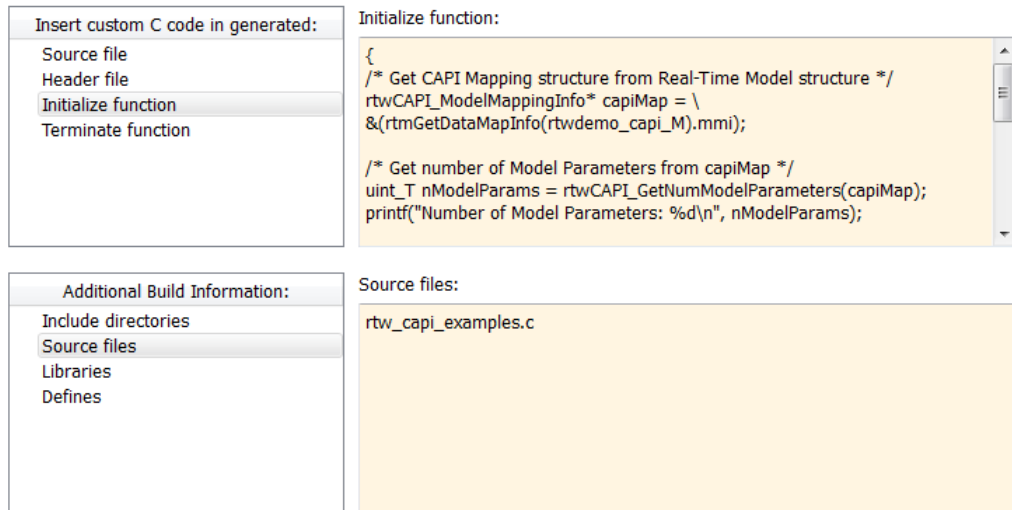 Insert custom C code in generated:
Source file
Header file
Initialize function
Terminate function
Initialize function:
{
/* Get CAPI Mapping structure from Real-Time Model structure */
rtwCAPI_ModelMappingInfo* capiMap = \
&(rtmGetDataMapInfo(rtwdemo_capi_M).mmi);
/* Get number of Model Parameters from capiMap */
uint_T nModelParams = rtwCAPI_GetNumModelParameters(capiMap);
printf("Number of Model Parameters: %d\n", nModelParams);
Additional Build Information:
Include directories
Source files
Libraries
Defines
Source files:
rtw_capi_examples.c